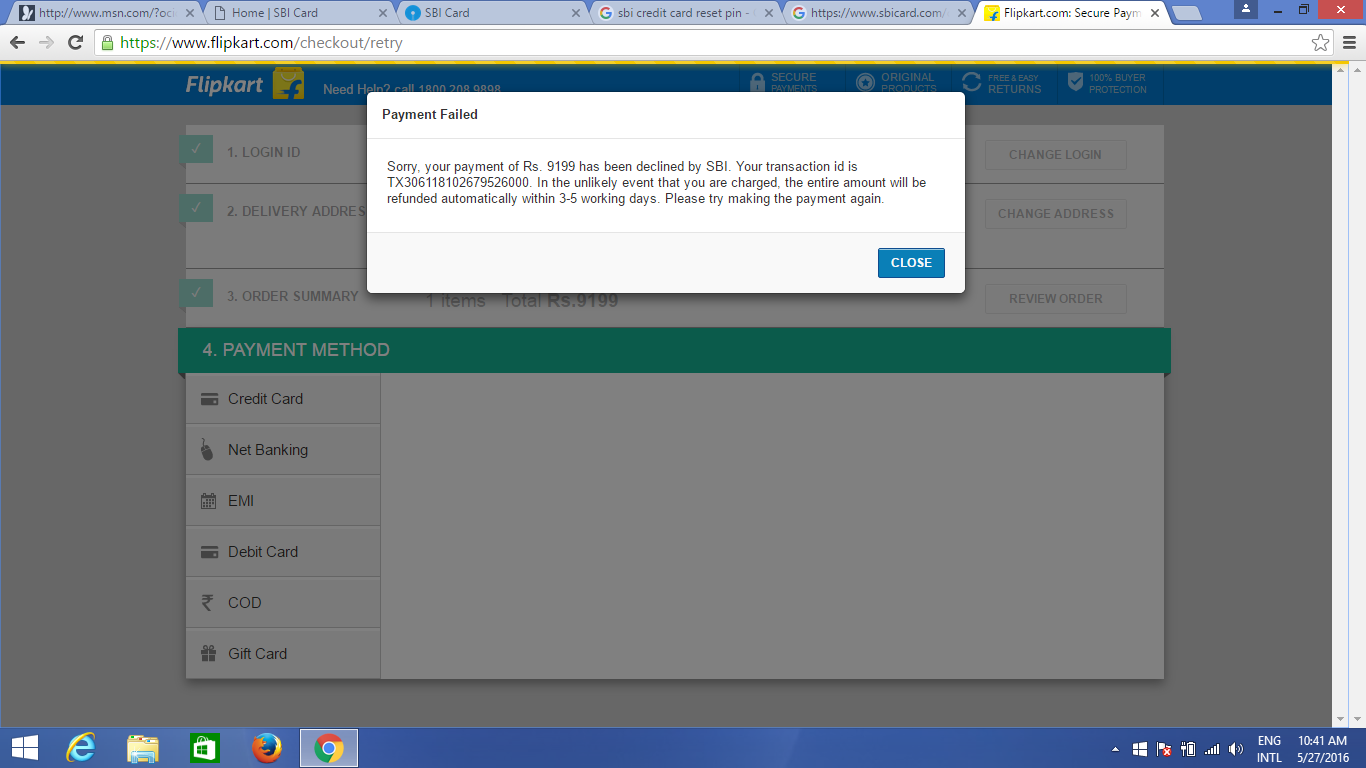 http://www.msn.com/?oci
Home | SBI Card
SBI Card
sbi credit card reset pin -
https://www.sbicard.com/
Flipkart.com: Secure Paym
https://www.flipkart.com/checkout/retry
Flipkart
Need Help? call 1800 208 9898
SECURE
PAYMENTS
ORIGINAL
PRODUCTS
FREE & EASY
RETURNS
100% BUYER
PROTECTION
Payment Failed
Sorry, your payment of Rs. 9199 has been declined by SBI. Your transaction id is
TX306118102679526000. In the unlikely event that you are charged, the entire amount will be
refunded automatically within 3-5 working days. Please try making the payment again.
CLOSE
1. LOGIN ID
CHANGE LOGIN
2. DELIVERY ADDRES
CHANGE ADDRESS
3. ORDER SUMMARY
1 items Total Rs.9199
REVIEW ORDER
4. PAYMENT METHOD
Credit Card
Net Banking
EMI
Debit Card
₹ COD
Gift Card
ENG
INTL
10:41 AM
5/27/2016